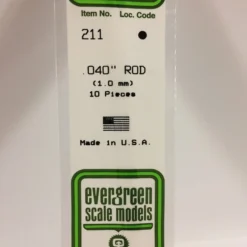 Item No. Loc. Code
211
.040" ROD
(1.0 mm)
10 Pieces
Made in U.S.A.
evergreen
scale models